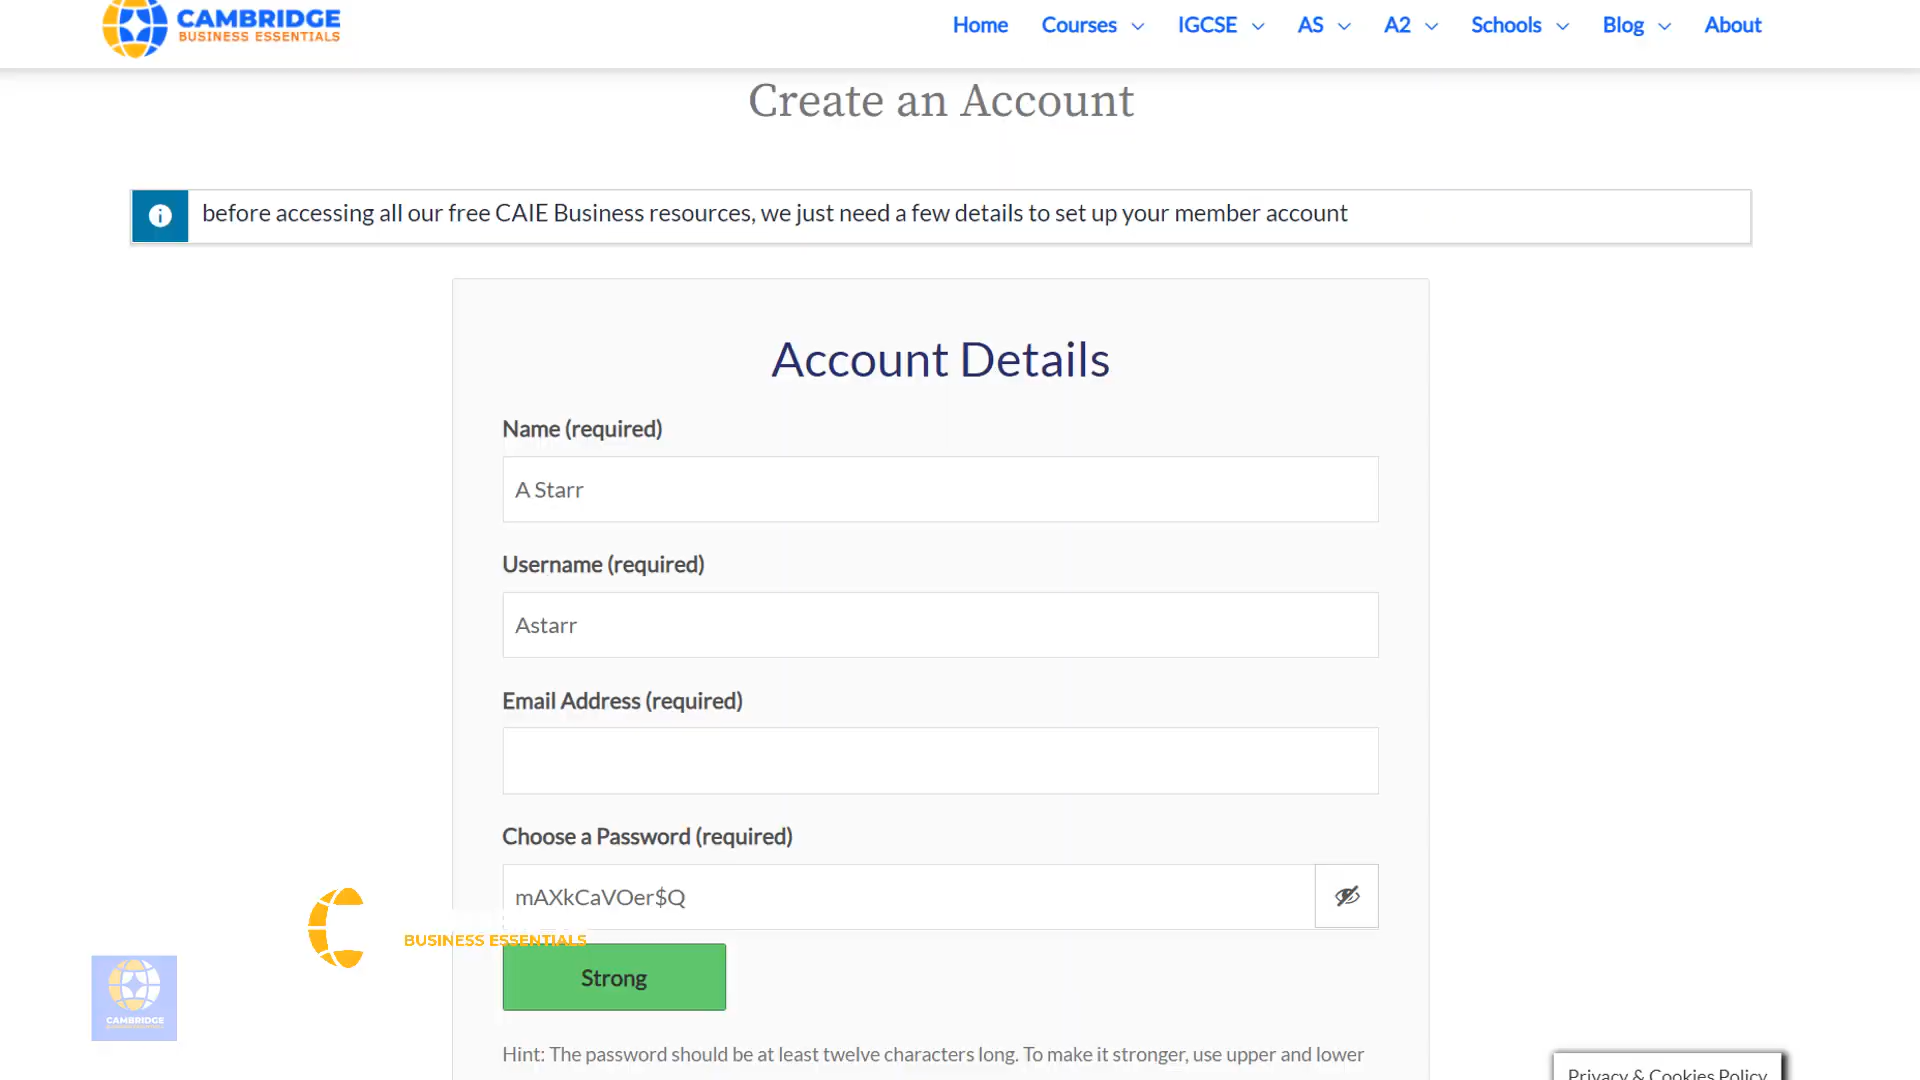 CAMBRIDGE
BUSINESS ESSENTIALS
Home Courses IGCSE AS A2 Schools Blog About
Create an Account
before accessing all our free CAIE Business resources, we just need a few details to set up your member account
Account Details
Name (required)
A Starr
Username (required)
Astarr
Email Address (required)
Choose a Password (required)
mAXkCaVOer$Q
BUSINESS ESSENTIALS
Strong
CAMBRIDGE
Hint: The password should be at least twelve characters long. To make it stronger, use upper and lower
Privacy & Cookies Policy